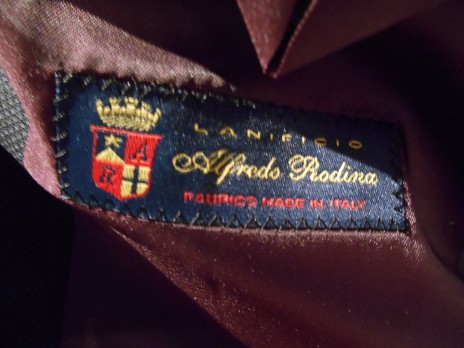 LANIFICIO
Alfredo Rodina
FABRICS MADE IN ITALY
A
R